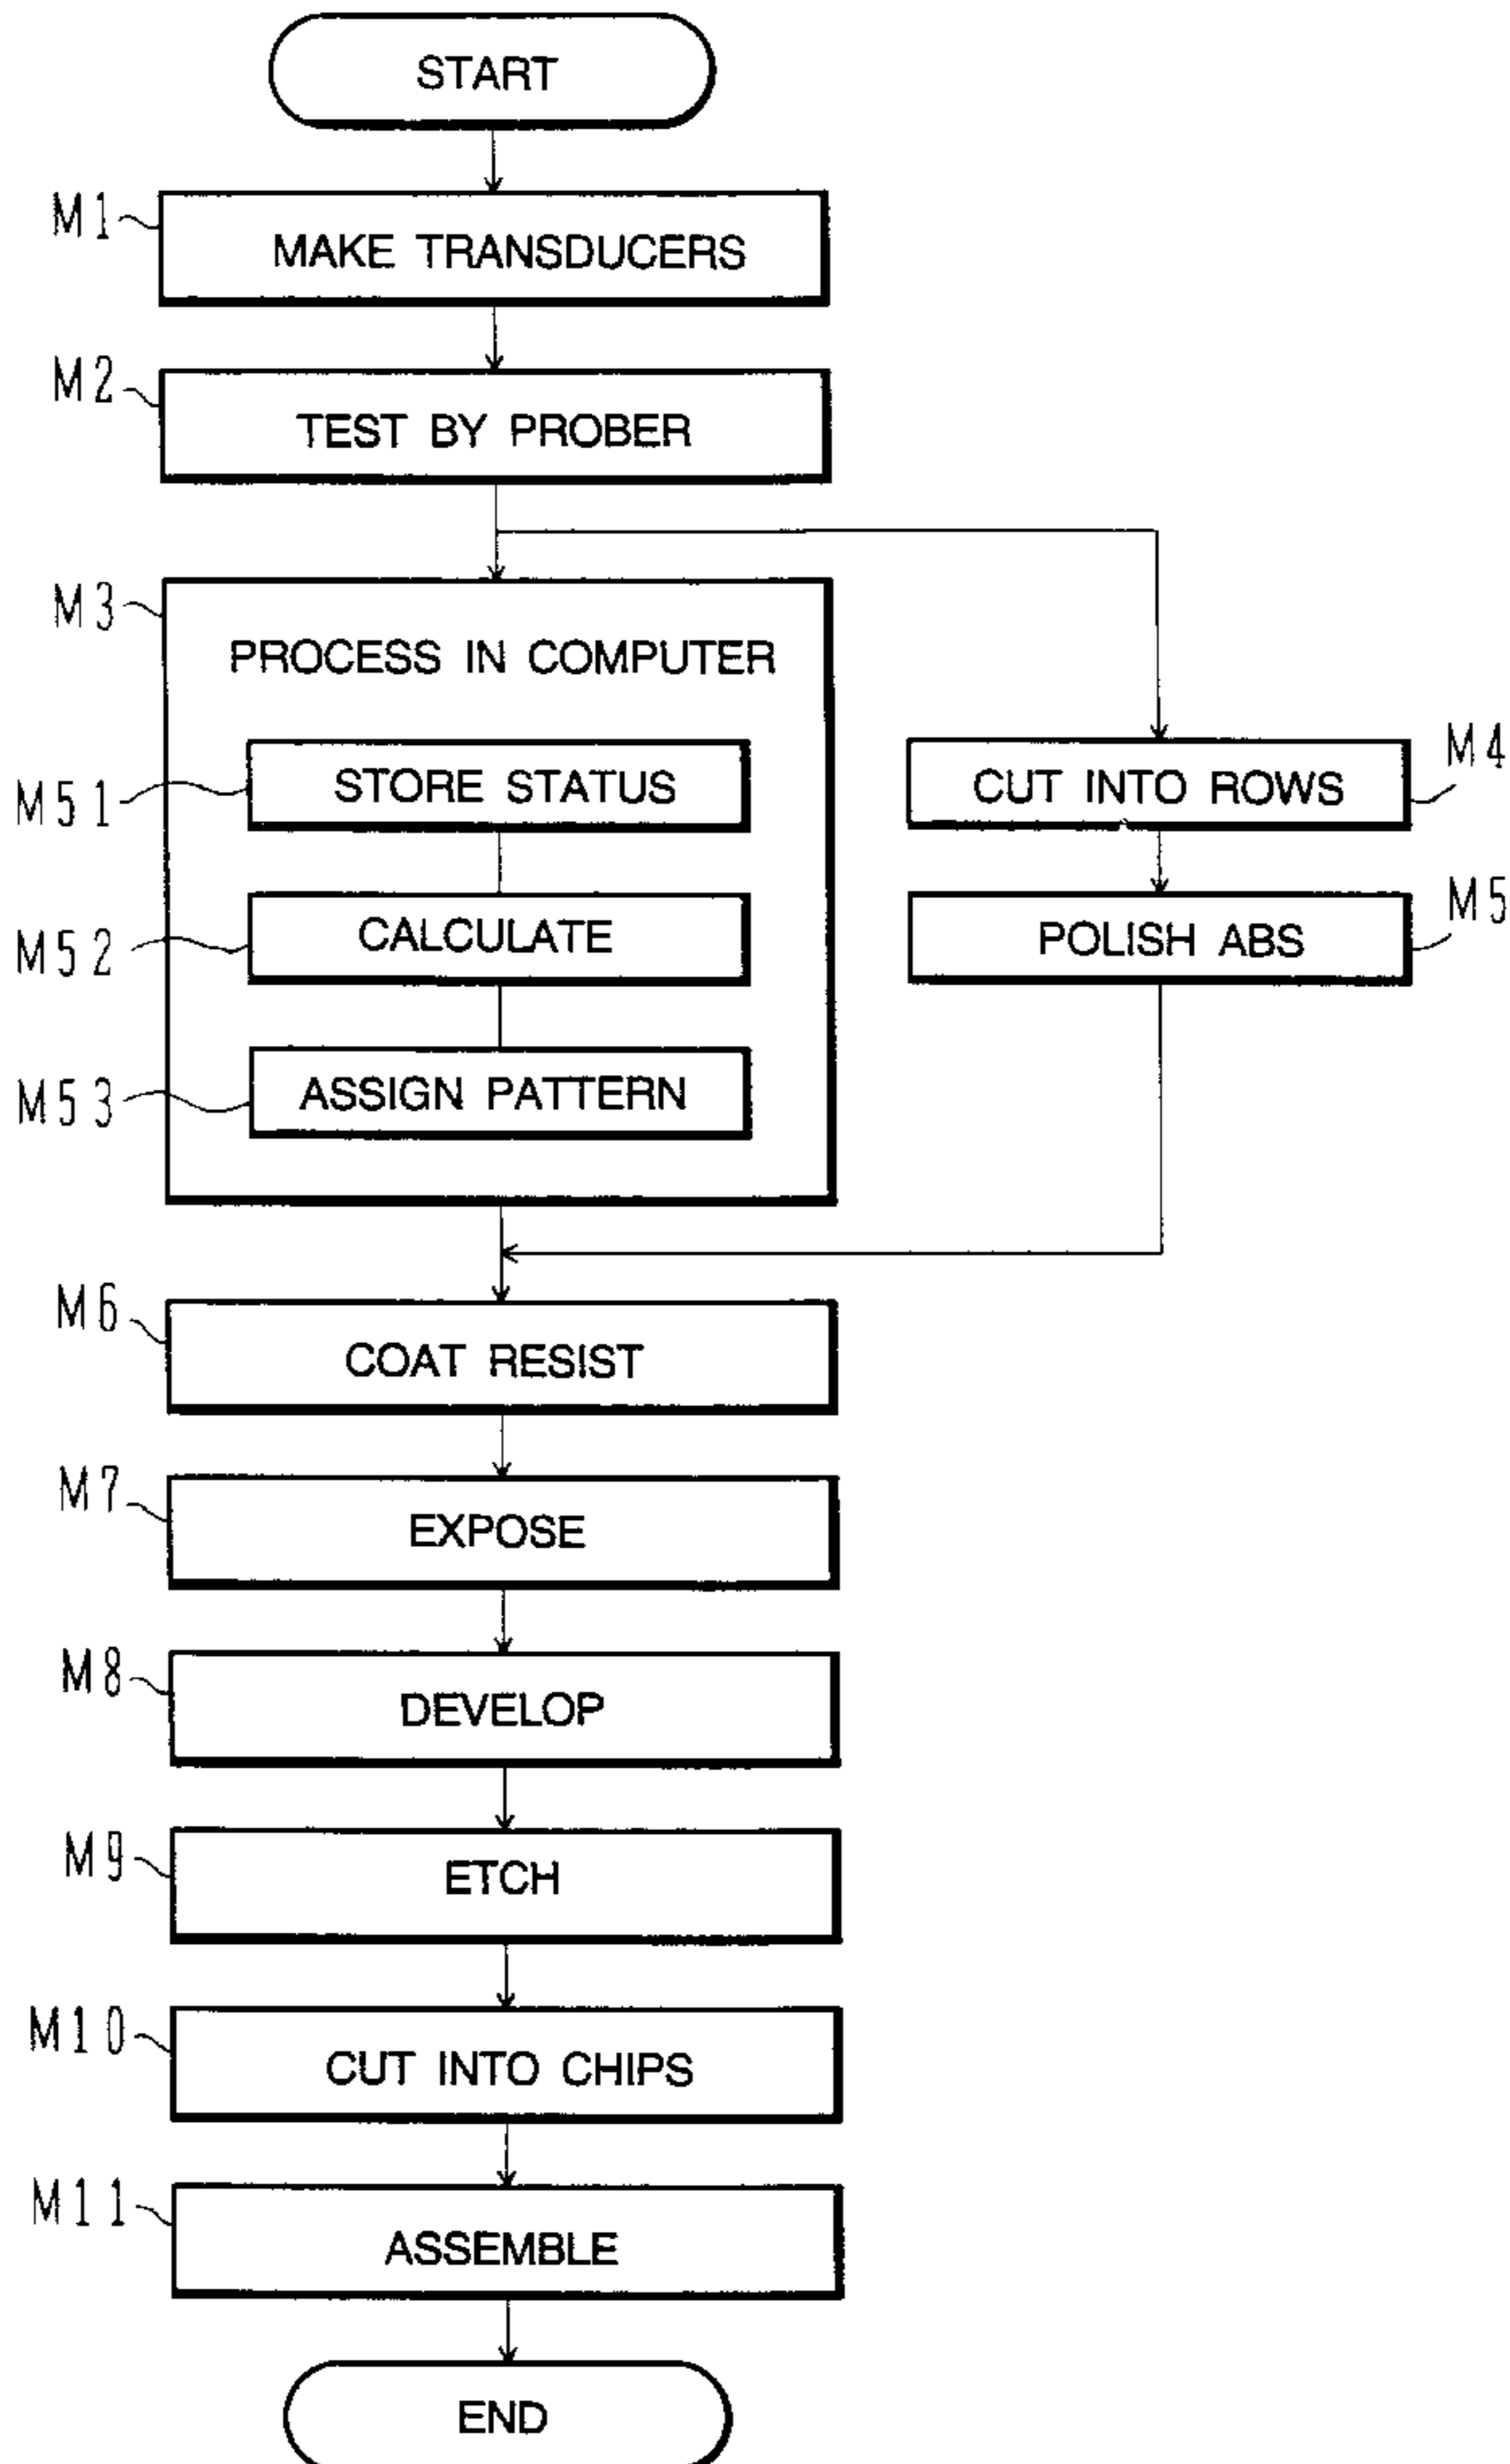 START
M1
MAKE TRANSDUCERS
M2
TEST BY PROBER
M3
PROCESS IN COMPUTER
M51
STORE STATUS
M52
CALCULATE
M53
ASSIGN PATTERN
CUT INTO ROWS
M4
POLISH ABS
M5
M6
COAT RESIST
M7
EXPOSE
M8
DEVELOP
M9
ETCH
M10
CUT INTO CHIPS
M11
ASSEMBLE
END